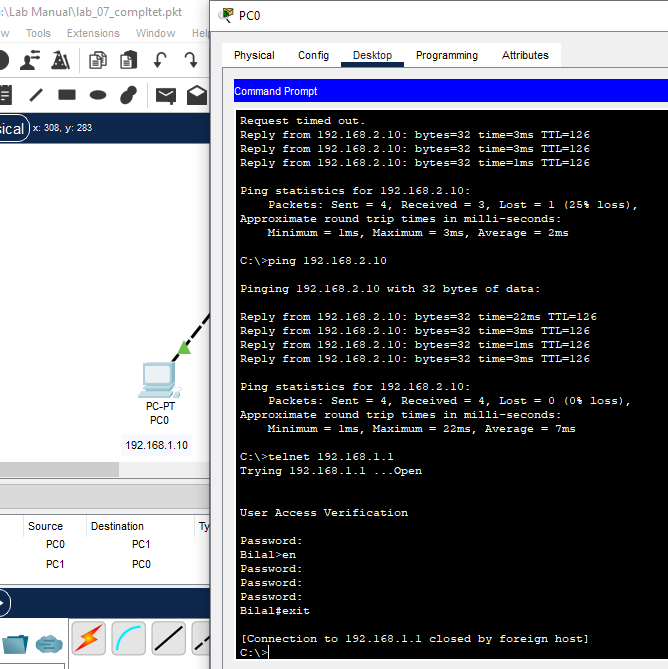 :\Lab Manual\lab_07_compltet.pkt
w Tools Extensions Window Help
sical x: 308, y: 283
PC-PT
PC0
192.168.1.10
Source Destination Ty
PC0 PC1
PC1 PC0
PC0
Physical Config Desktop Programming Attributes
Command Prompt
Request timed out.
Reply from 192.168.2.10: bytes=32 time=3ms TTL=126
Reply from 192.168.2.10: bytes=32 time=3ms TTL=126
Reply from 192.168.2.10: bytes=32 time=1ms TTL=126
Ping statistics for 192.168.2.10:
Packets: Sent = 4, Received = 3, Lost = 1 (25% loss),
Approximate round trip times in milli-seconds:
Minimum = 1ms, Maximum = 3ms, Average = 2ms
C:\>ping 192.168.2.10
Pinging 192.168.2.10 with 32 bytes of data:
Reply from 192.168.2.10: bytes=32 time=22ms TTL=126
Reply from 192.168.2.10: bytes=32 time=3ms TTL=126
Reply from 192.168.2.10: bytes=32 time=1ms TTL=126
Reply from 192.168.2.10: bytes=32 time=3ms TTL=126
Ping statistics for 192.168.2.10:
Packets: Sent = 4, Received = 4, Lost = 0 (0% loss),
Approximate round trip times in milli-seconds:
Minimum = 1ms, Maximum = 22ms, Average = 7ms
C:\>telnet 192.168.1.1
Trying 192.168.1.1 ...Open
User Access Verification
Password:
Bilal>en
Password:
Password:
Password:
Bilal#exit
[Connection to 192.168.1.1 closed by foreign host]
C:\>